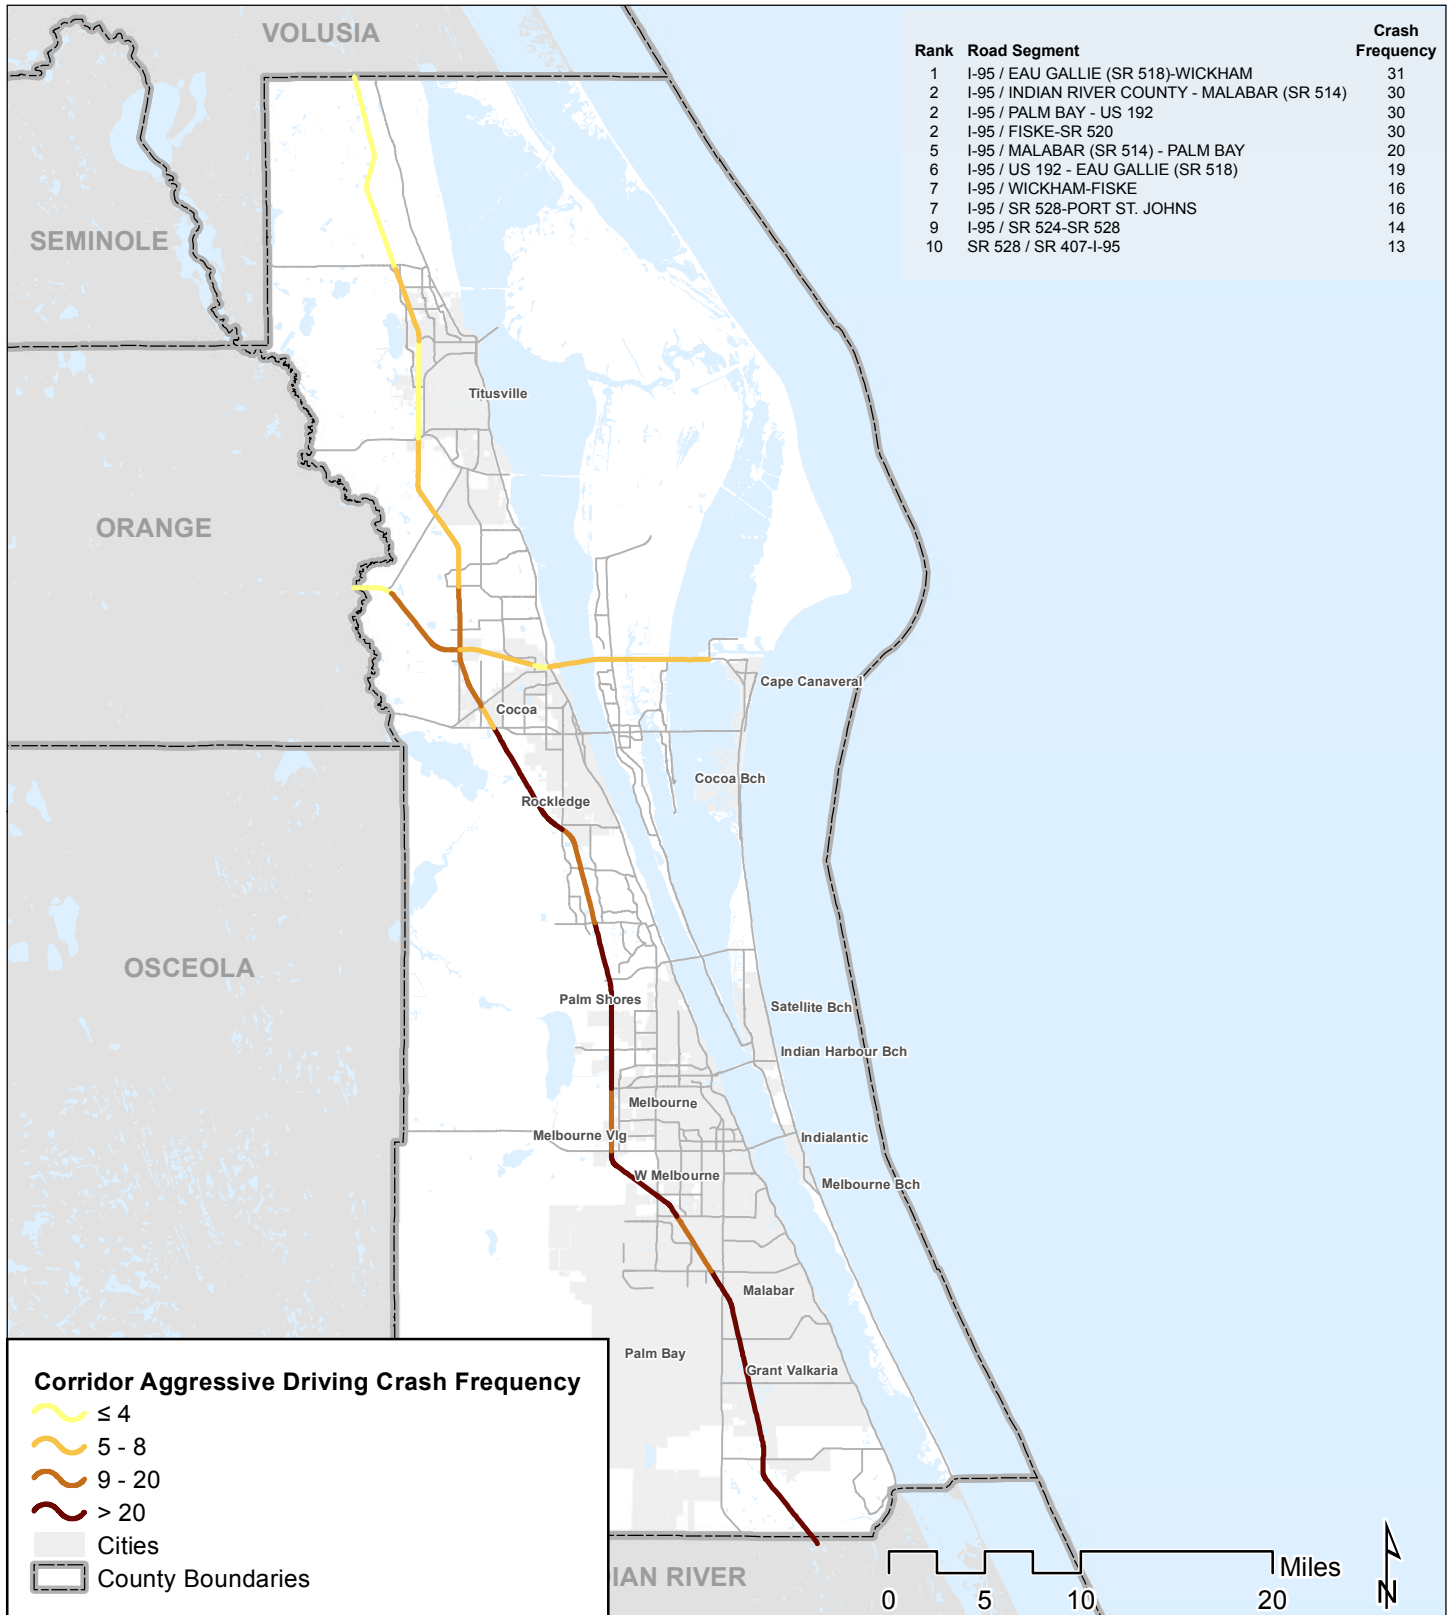 VOLUSIA
SEMINOLE
ORANGE
OSCEOLA
IAN RIVER
Crash
Rank Road Segment Frequency
1 I-95 / EAU GALLIE (SR 518)-WICKHAM 31
2 I-95 / INDIAN RIVER COUNTY - MALABAR (SR 514) 30
2 I-95 / PALM BAY - US 192 30
2 I-95 / FISKE-SR 520 30
5 I-95 / MALABAR (SR 514) - PALM BAY 20
6 I-95 / US 192 - EAU GALLIE (SR 518) 19
7 I-95 / WICKHAM-FISKE 16
7 I-95 / SR 528-PORT ST. JOHNS 16
9 I-95 / SR 524-SR 528 14
10 SR 528 / SR 407-I-95 13
Titusville
Cape Canaveral
Cocoa
Cocoa Bch
Rockledge
Palm Shores
Satellite Bch
Indian Harbour Bch
Melbourne
Melbourne Vlg
Indialantic
W Melbourne
Melbourne Bch
Malabar
Palm Bay
Grant Valkaria
Corridor Aggressive Driving Crash Frequency
≤ 4
5 - 8
9 - 20
> 20
Cities
County Boundaries
Miles
0 5 10 20
N